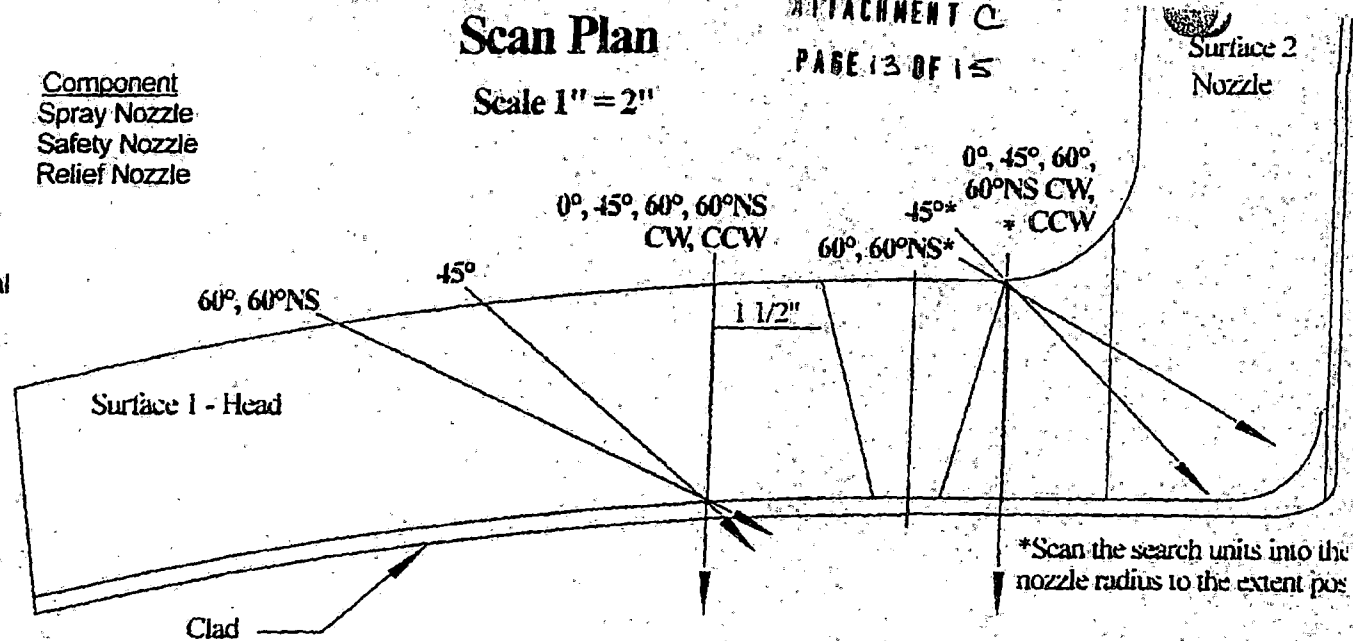 Scan Plan
Scale 1" = 2"
ATTACHMENT C
PAGE 13 OF 15
Surface 2
Nozzle
Component
Spray Nozzle
Safety Nozzle
Relief Nozzle
0°, 45°, 60°,
60°NS CW,
* CCW
0°, 45°, 60°, 60°NS
CW, CCW
45°*
60°, 60°NS*
45°
60°, 60°NS
1 1/2"
Surface 1 - Head
*Scan the search units into the
nozzle radius to the extent pos
Clad